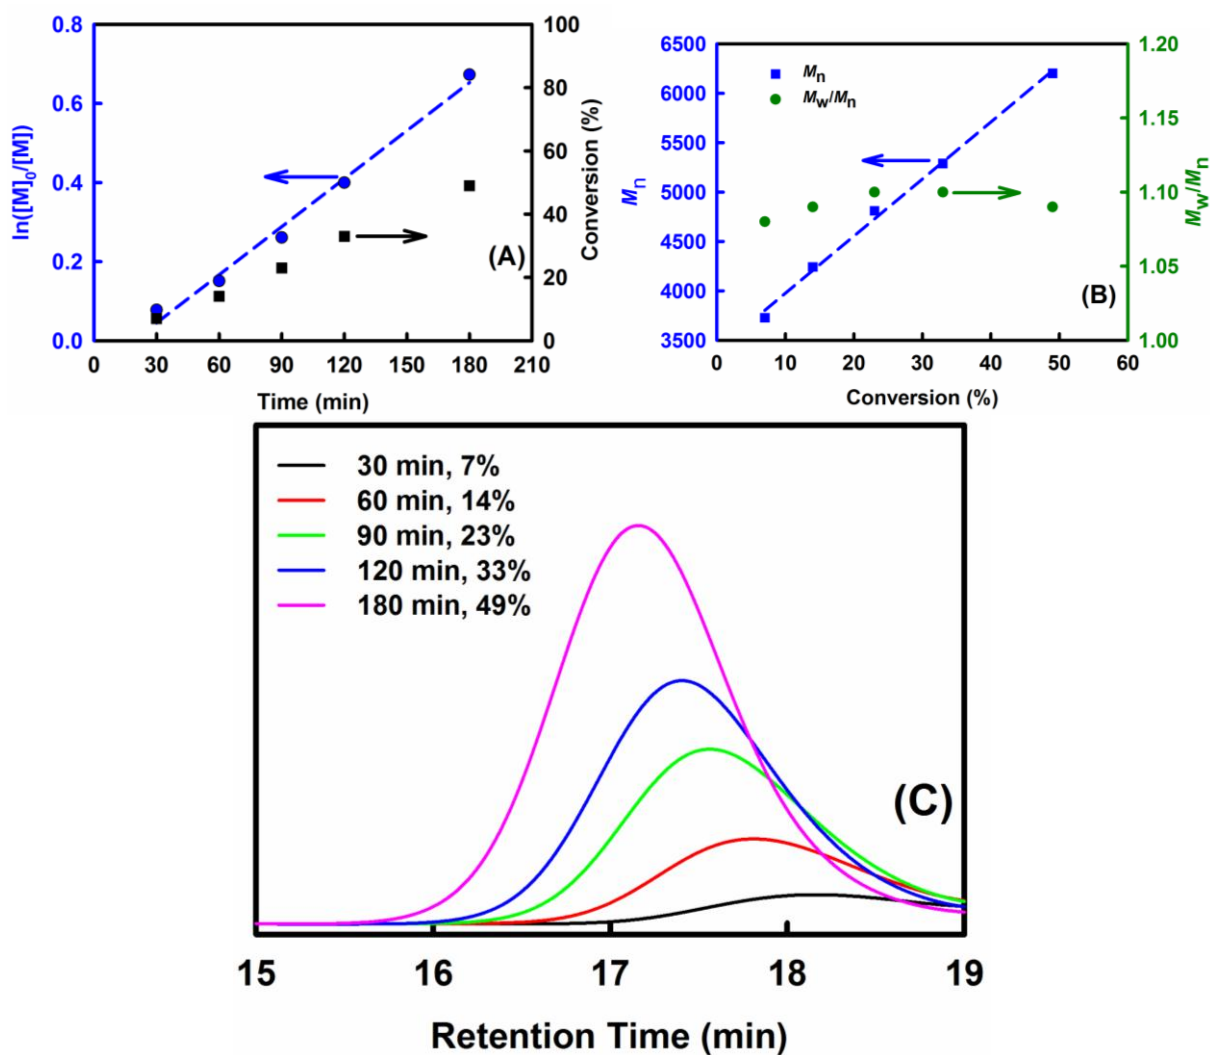 0.8
0.6
0.4
0.2
0.0
ln([M]0/[M])
0 30 60 90 120 150 180 210
Time (min)
100
80
60
40
20
0
Conversion (%)
(A)
6500
6000
5500
5000
4500
4000
3500
Mn
Mn
Mw/Mn
0 10 20 30 40 50 60
Conversion (%)
1.20
1.15
1.10
1.05
1.00
Mw/Mn
(B)
30 min, 7%
60 min, 14%
90 min, 23%
120 min, 33%
180 min, 49%
(C)
15 16 17 18 19
Retention Time (min)